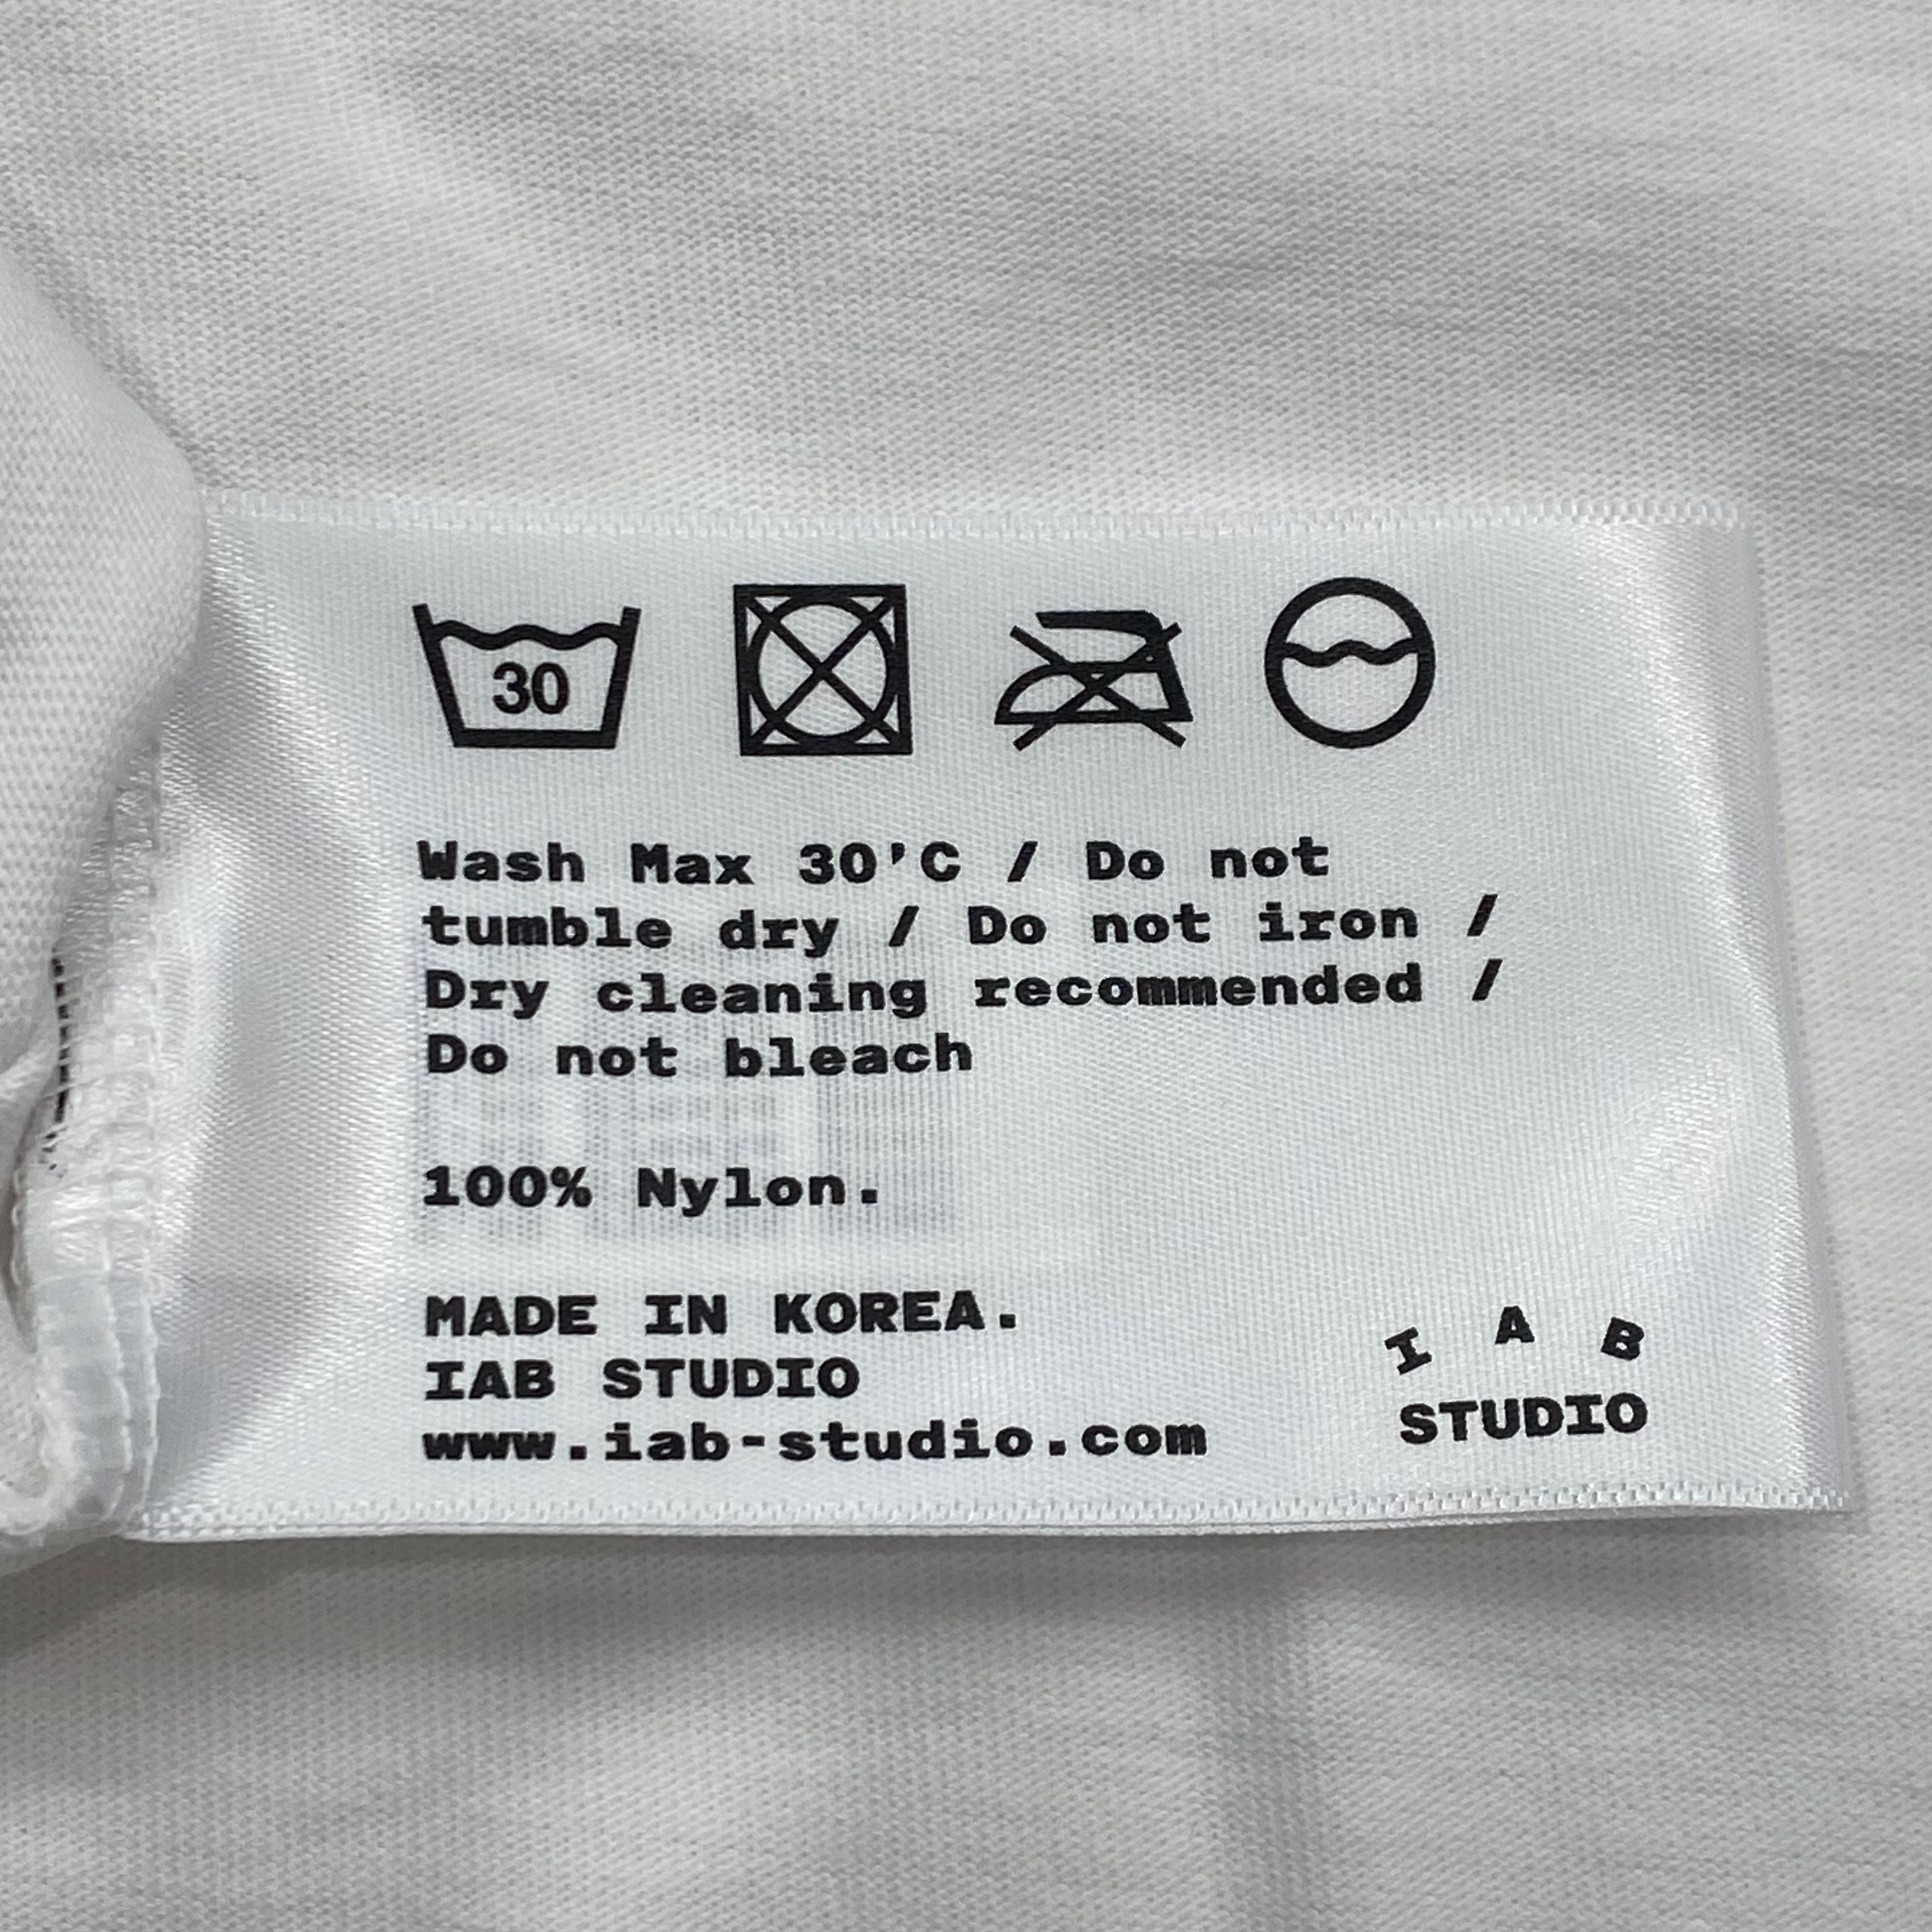 30
Wash Max 30'C / Do not
tumble dry / Do not iron /
Dry cleaning recommended /
Do not bleach
100% Nylon.
MADE IN KOREA.
IAB STUDIO
www.iab-studio.com
I A B
STUDIO